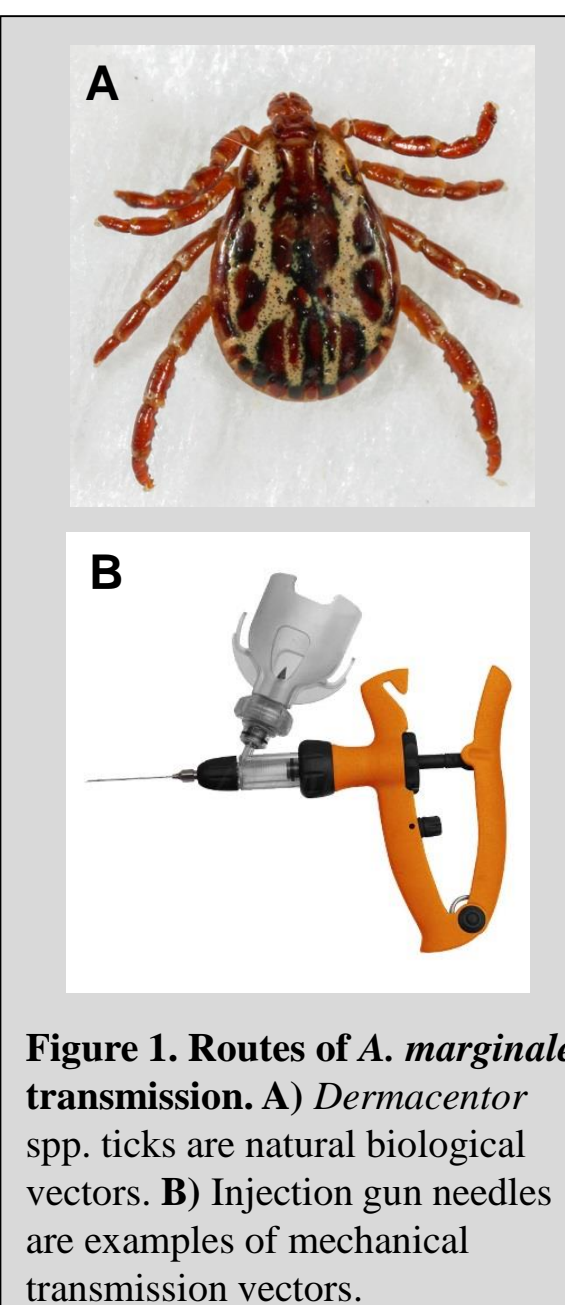 A
B
Figure 1. Routes of A. marginale
transmission. A) Dermacentor
spp. ticks are natural biological
vectors. B) Injection gun needles
are examples of mechanical
transmission vectors.